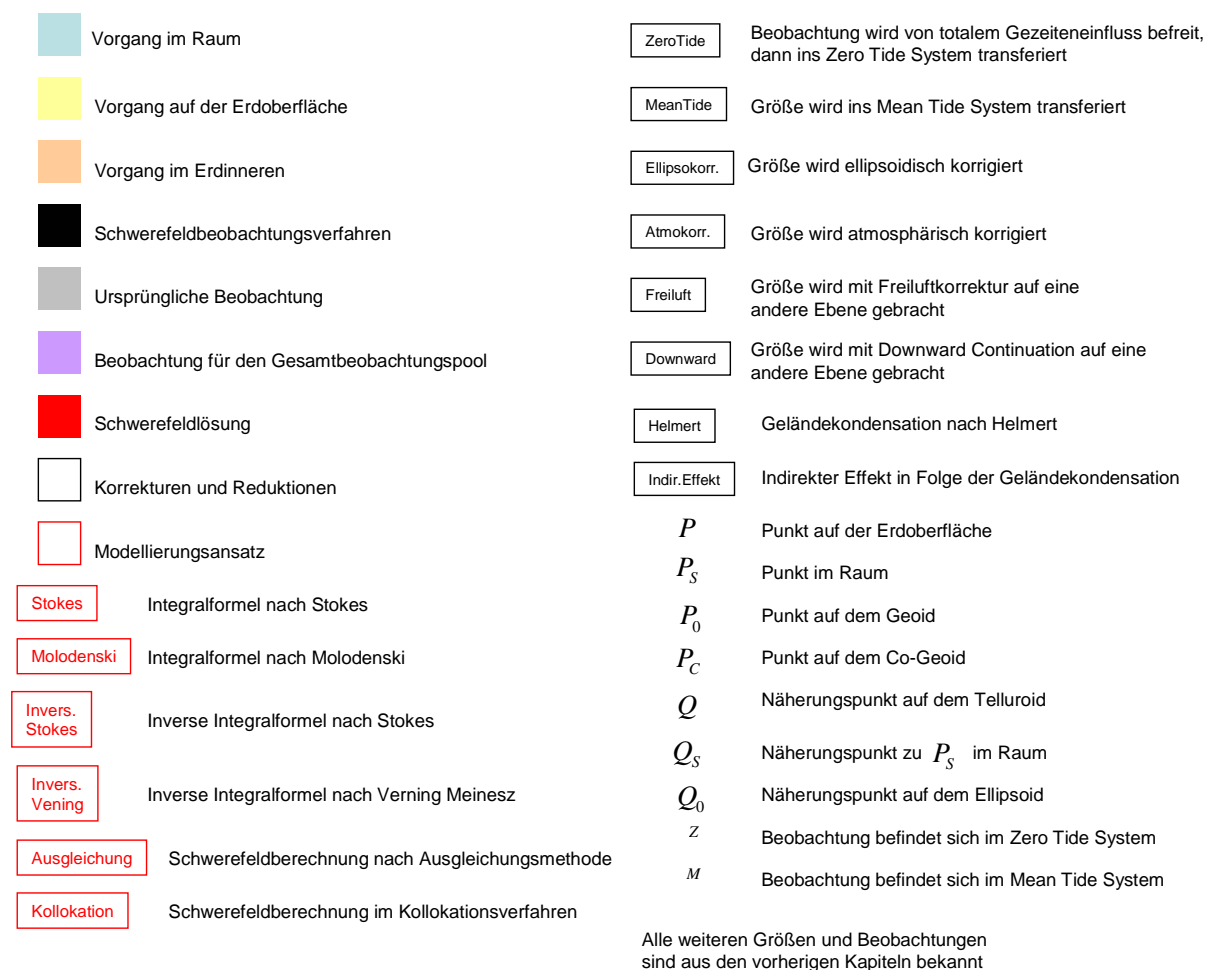 Vorgang im Raum
Vorgang auf der Erdoberfläche
Vorgang im Erdinneren
Schwerefeldbeobachtungsverfahren
Ursprüngliche Beobachtung
Beobachtung für den Gesamtbeobachtungspool
Schwerefeldlösung
Korrekturen und Reduktionen
Modellierungsansatz
Stokes Integralformel nach Stokes
Molodenski Integralformel nach Molodenski
Invers.
Stokes
Inverse Integralformel nach Stokes
Invers.
Vening
Inverse Integralformel nach Verning Meinesz
Ausgleichung Schwerefeldberechnung nach Ausgleichungsmethode
Kollokation Schwerefeldberechnung im Kollokationsverfahren
ZeroTide
Beobachtung wird von totalem Gezeiteneinfluss befreit,
dann ins Zero Tide System transferiert
MeanTide Größe wird ins Mean Tide System transferiert
Ellipsokorr. Größe wird ellipsoidisch korrigiert
Atmokorr. Größe wird atmosphärisch korrigiert
Freiluft
Größe wird mit Freiluftkorrektur auf eine
andere Ebene gebracht
Downward
Größe wird mit Downward Continuation auf eine
andere Ebene gebracht
Helmert Geländekondensation nach Helmert
Indir.Effekt Indirekter Effekt in Folge der Geländekondensation
P Punkt auf der Erdoberfläche
P_S Punkt im Raum
P_0 Punkt auf dem Geoid
P_C Punkt auf dem Co-Geoid
Q Näherungspunkt auf dem Telluroid
Q_S Näherungspunkt zu P_S im Raum
Q_0 Näherungspunkt auf dem Ellipsoid
Z Beobachtung befindet sich im Zero Tide System
M Beobachtung befindet sich im Mean Tide System
Alle weiteren Größen und Beobachtungen
sind aus den vorherigen Kapiteln bekannt